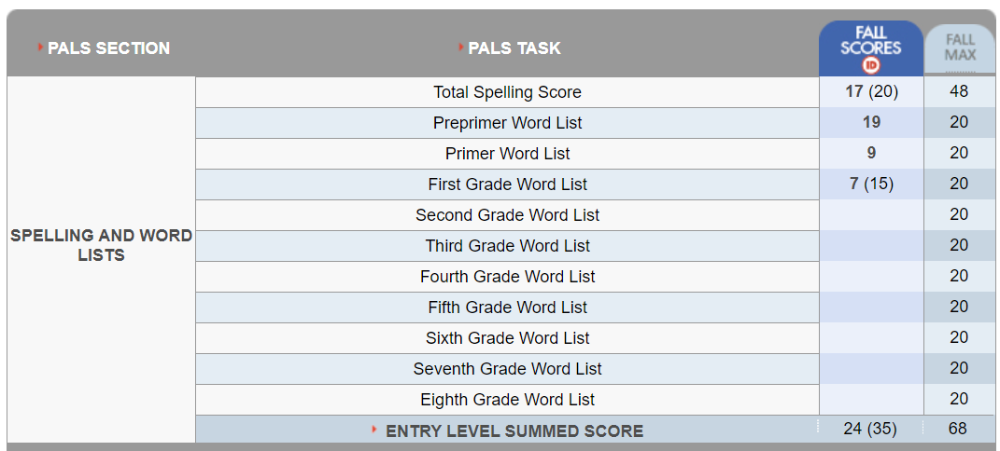 PALS SECTION PALS TASK FALL SCORES ID FALL MAX
Total Spelling Score 17 (20) 48
Preprimer Word List 19 20
Primer Word List 9 20
First Grade Word List 7 (15) 20
Second Grade Word List 20
SPELLING AND WORD LISTS
Third Grade Word List 20
Fourth Grade Word List 20
Fifth Grade Word List 20
Sixth Grade Word List 20
Seventh Grade Word List 20
Eighth Grade Word List 20
ENTRY LEVEL SUMMED SCORE 24 (35) 68